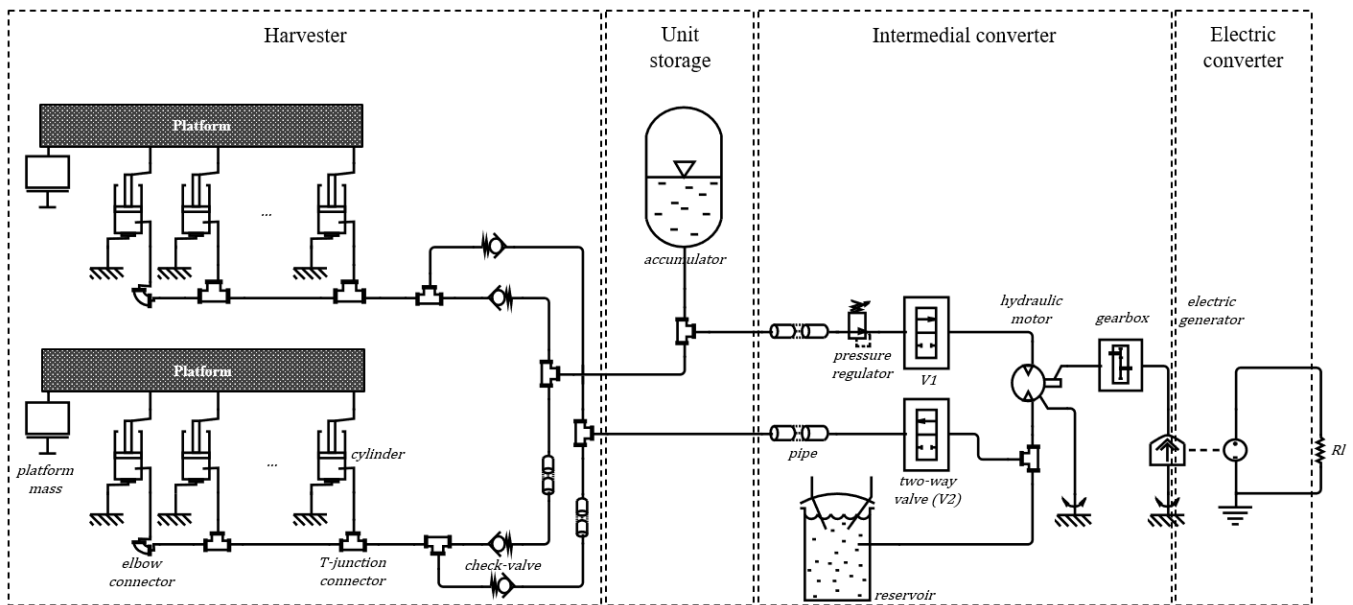 Harvester
Unit
storage
Intermedial converter
Electric
converter
Platform
...
accumulator
hydraulic
motor
gearbox
electric
generator
pressure
regulator
V1
Platform
platform
mass
...
cylinder
pipe
two-way
valve (V2)
Rl
elbow
connector
T-junction
connector
check-valve
reservoir